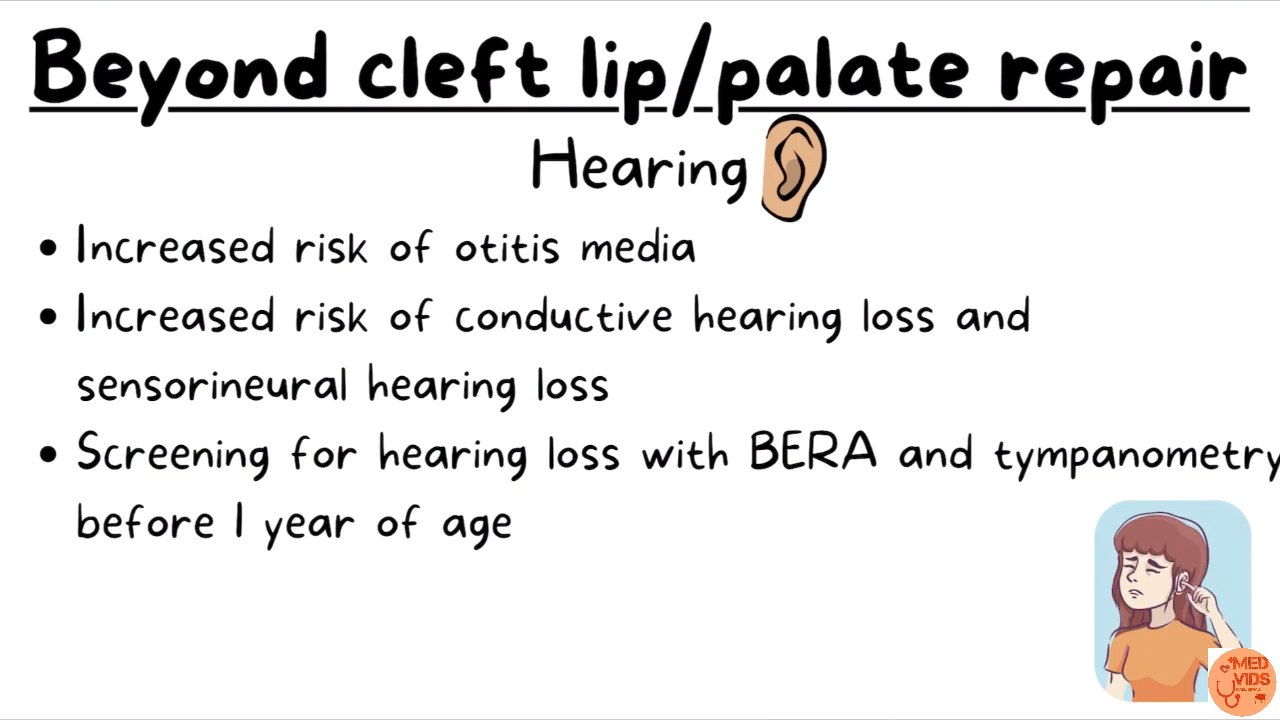 Beyond cleft lip/palate repair
Hearing
• Increased risk of otitis media
• Increased risk of conductive hearing loss and
sensorineural hearing loss
• Screening for hearing loss with BERA and tympanometry
before 1 year of age
MED
VIDS